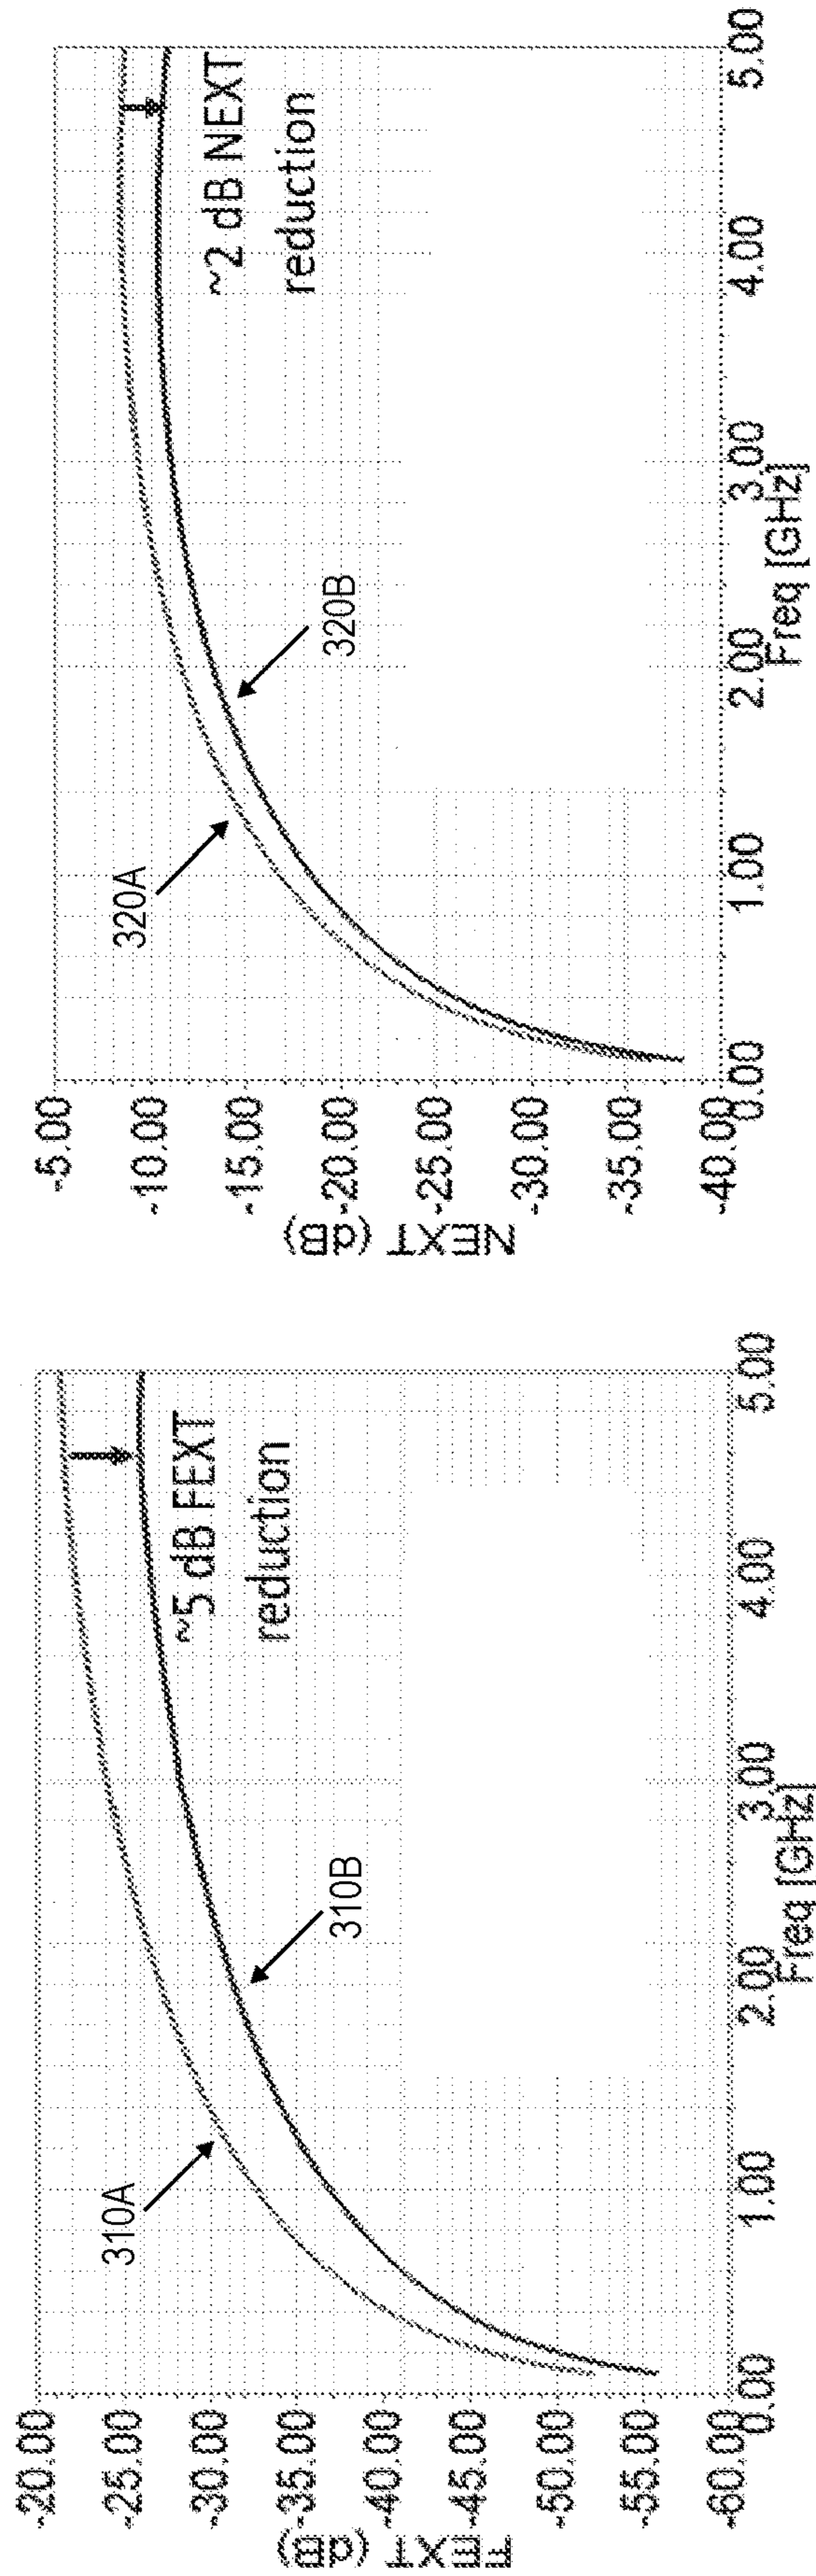 FEXT (dB)
-20.00
-25.00
-30.00
-35.00
-40.00
-45.00
-50.00
-55.00
-60.00
310A
310B
~5 dB FEXT
reduction
0.00
1.00
2.00
3.00
4.00
5.00
Freq [GHz]
NEXT (dB)
-5.00
-10.00
-15.00
-20.00
-25.00
-30.00
-35.00
-40.00
320A
320B
~2 dB NEXT
reduction
0.00
1.00
2.00
3.00
4.00
5.00
Freq [GHz]